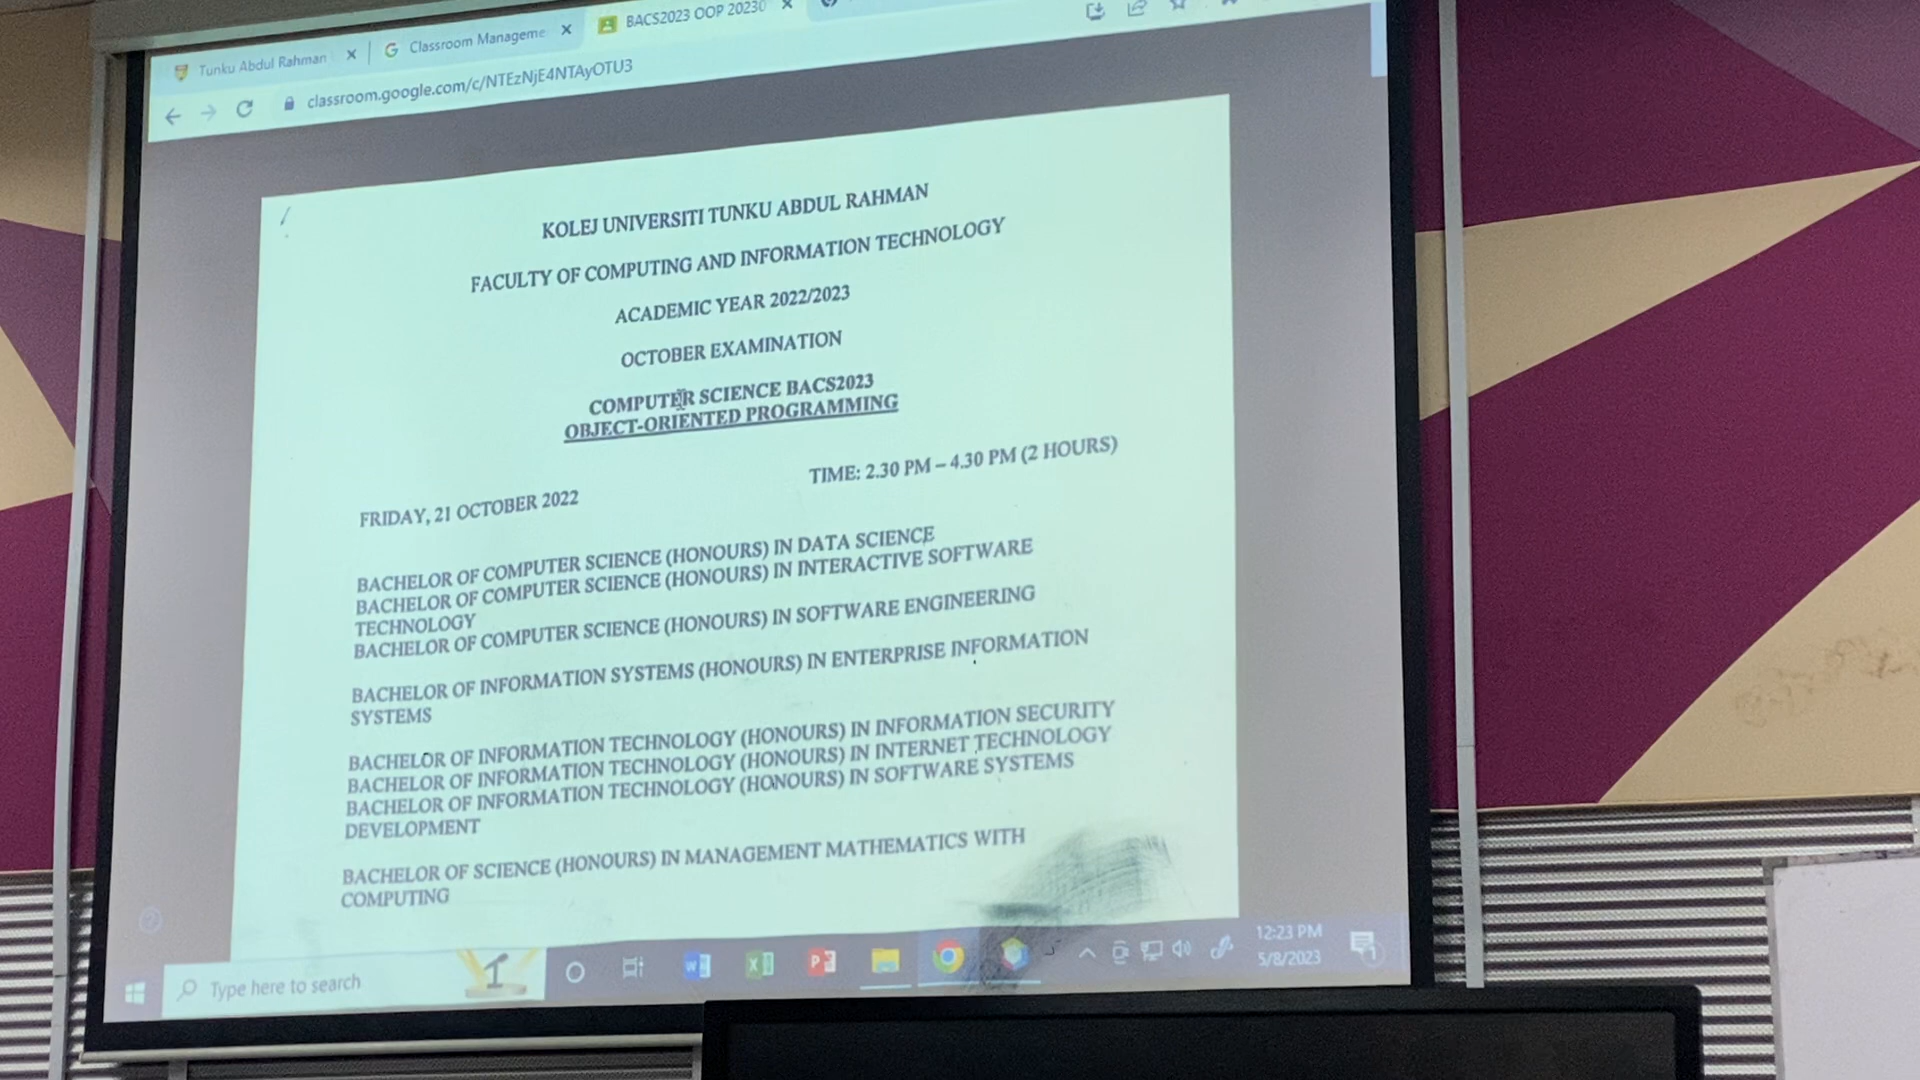 Tunku Abdul Rahman
Classroom Manageme
BACS2023 OOP 20230
classroom.google.com/c/NTEzNjE4NTAyOTU3
KOLEJ UNIVERSITI TUNKU ABDUL RAHMAN
FACULTY OF COMPUTING AND INFORMATION TECHNOLOGY
ACADEMIC YEAR 2022/2023
OCTOBER EXAMINATION
COMPUTER SCIENCE BACS2023
OBJECT-ORIENTED PROGRAMMING
FRIDAY, 21 OCTOBER 2022
TIME: 2.30 PM – 4.30 PM (2 HOURS)
BACHELOR OF COMPUTER SCIENCE (HONOURS) IN DATA SCIENCE
BACHELOR OF COMPUTER SCIENCE (HONOURS) IN INTERACTIVE SOFTWARE
TECHNOLOGY
BACHELOR OF COMPUTER SCIENCE (HONOURS) IN SOFTWARE ENGINEERING
BACHELOR OF INFORMATION SYSTEMS (HONOURS) IN ENTERPRISE INFORMATION
SYSTEMS
BACHELOR OF INFORMATION TECHNOLOGY (HONOURS) IN INFORMATION SECURITY
BACHELOR OF INFORMATION TECHNOLOGY (HONOURS) IN INTERNET TECHNOLOGY
BACHELOR OF INFORMATION TECHNOLOGY (HONOURS) IN SOFTWARE SYSTEMS
DEVELOPMENT
BACHELOR OF SCIENCE (HONOURS) IN MANAGEMENT MATHEMATICS WITH
COMPUTING
Type here to search
12:23 PM
5/8/2023